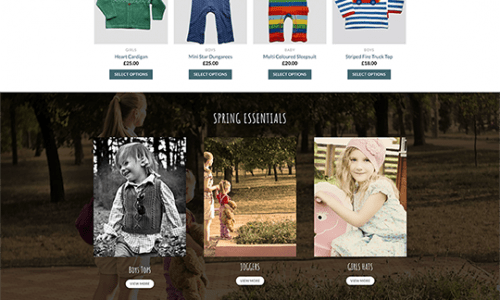 GIRLS
Heart Cardigan
£25.00
SELECT OPTIONS
BOYS
Mini Star Dungarees
£25.00
SELECT OPTIONS
BABY
Multi Coloured Sleepsuit
£20.00
SELECT OPTIONS
BOYS
Striped Fire Truck Top
£18.00
SELECT OPTIONS
SPRING ESSENTIALS
BOYS TOPS
VIEW MORE
JOGGERS
VIEW MORE
GIRLS HATS
VIEW MORE